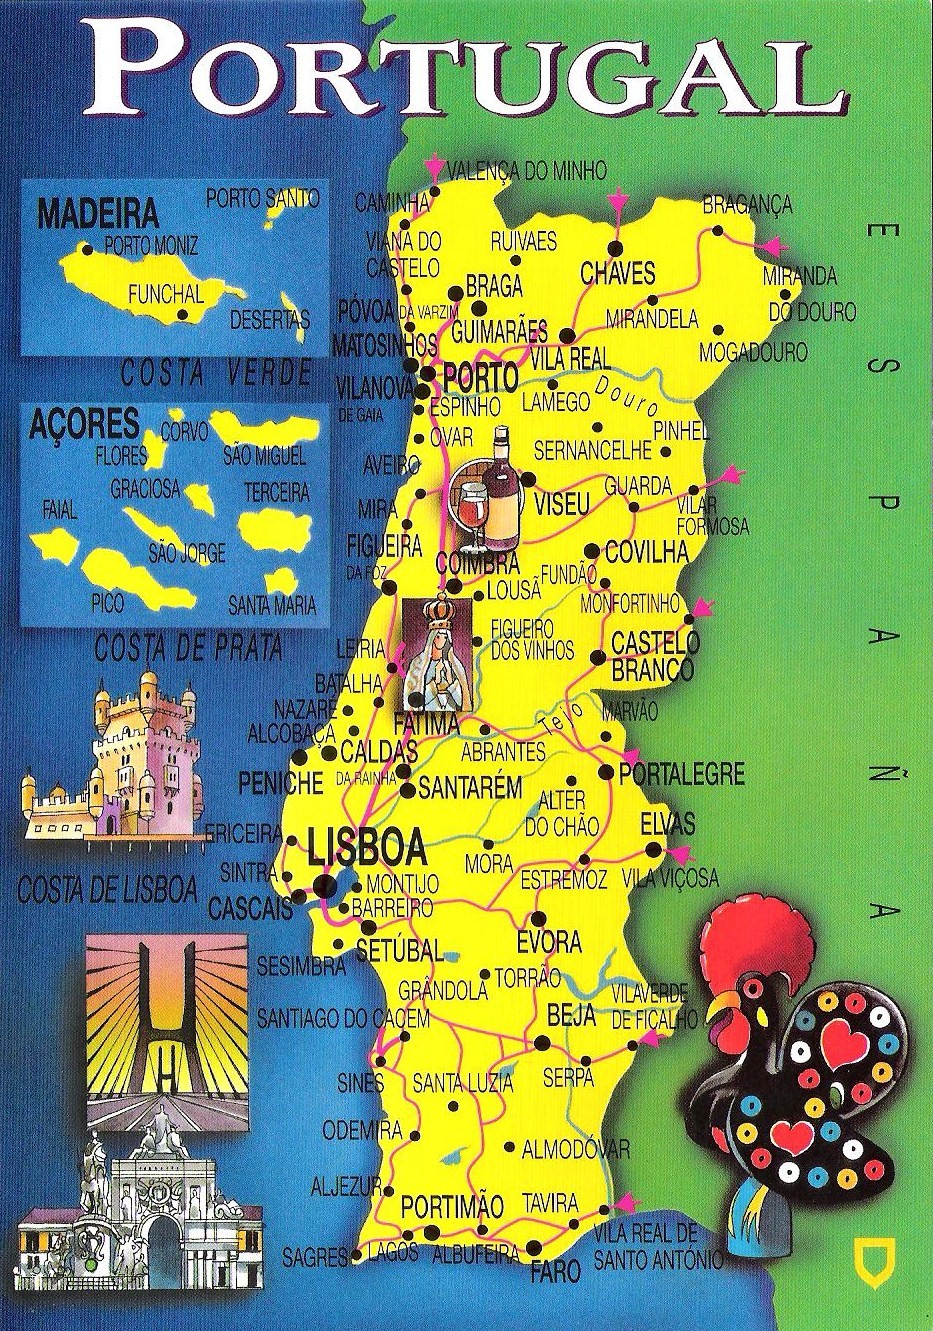 PORTUGAL
VALENÇA DO MINHO
CAMINHA
BRAGANÇA
MADEIRA
PORTO SANTO
PORTO MONIZ
FUNCHAL
DESERTAS
VIANA DO
CASTELO
RUIVAES
CHAVES
MIRANDA
DO DOURO
BRAGA
PÓVOA DA VARZIM
GUIMARÃES
MIRANDELA
MATOSINHOS
VILA REAL
MOGADOURO
COSTA VERDE
PORTO
VILANOVA
DE GAIA
ESPINHO
LAMEGO
Douro
AÇORES
CORVO
FLORES
SÃO MIGUEL
GRACIOSA
TERCEIRA
FAIAL
SÃO JORGE
PICO
SANTA MARIA
OVAR
SERNANCELHE
PINHEL
AVEIRO
GUARDA
VISEU
VILAR
FORMOSA
MIRA
FIGUEIRA
DA FOZ
COIMBRA
COVILHA
LOUSÃ
FUNDÃO
MONFORTINHO
COSTA DE PRATA
LEIRIA
FIGUEIRO
DOS VINHOS
CASTELO
BRANCO
BATALHA
NAZARE
ALCOBAÇA
FATIMA
Tejo
MARVÃO
CALDAS
DA RAINHA
ABRANTES
PENICHE
SANTARÉM
PORTALEGRE
ALTER
DO CHÃO
ERICEIRA
LISBOA
ELVAS
MORA
SINTRA
ESTREMOZ
VILA VIÇOSA
COSTA DE LISBOA
MONTIJO
CASCAIS
BARREIRO
SETÚBAL
EVORA
SESIMBRA
TORRÃO
GRÂNDOLA
BEJA
VILAVERDE
DE FICALHO
SANTIAGO DO CACEM
SINES
SANTA LUZIA
SERPA
ODEMIRA
ALMODÓVAR
ALJEZUR
PORTIMÃO
TAVIRA
SAGRES
LAGOS
ALBUFEIRA
FARO
VILA REAL DE
SANTO ANTÓNIO
ESPAÑA